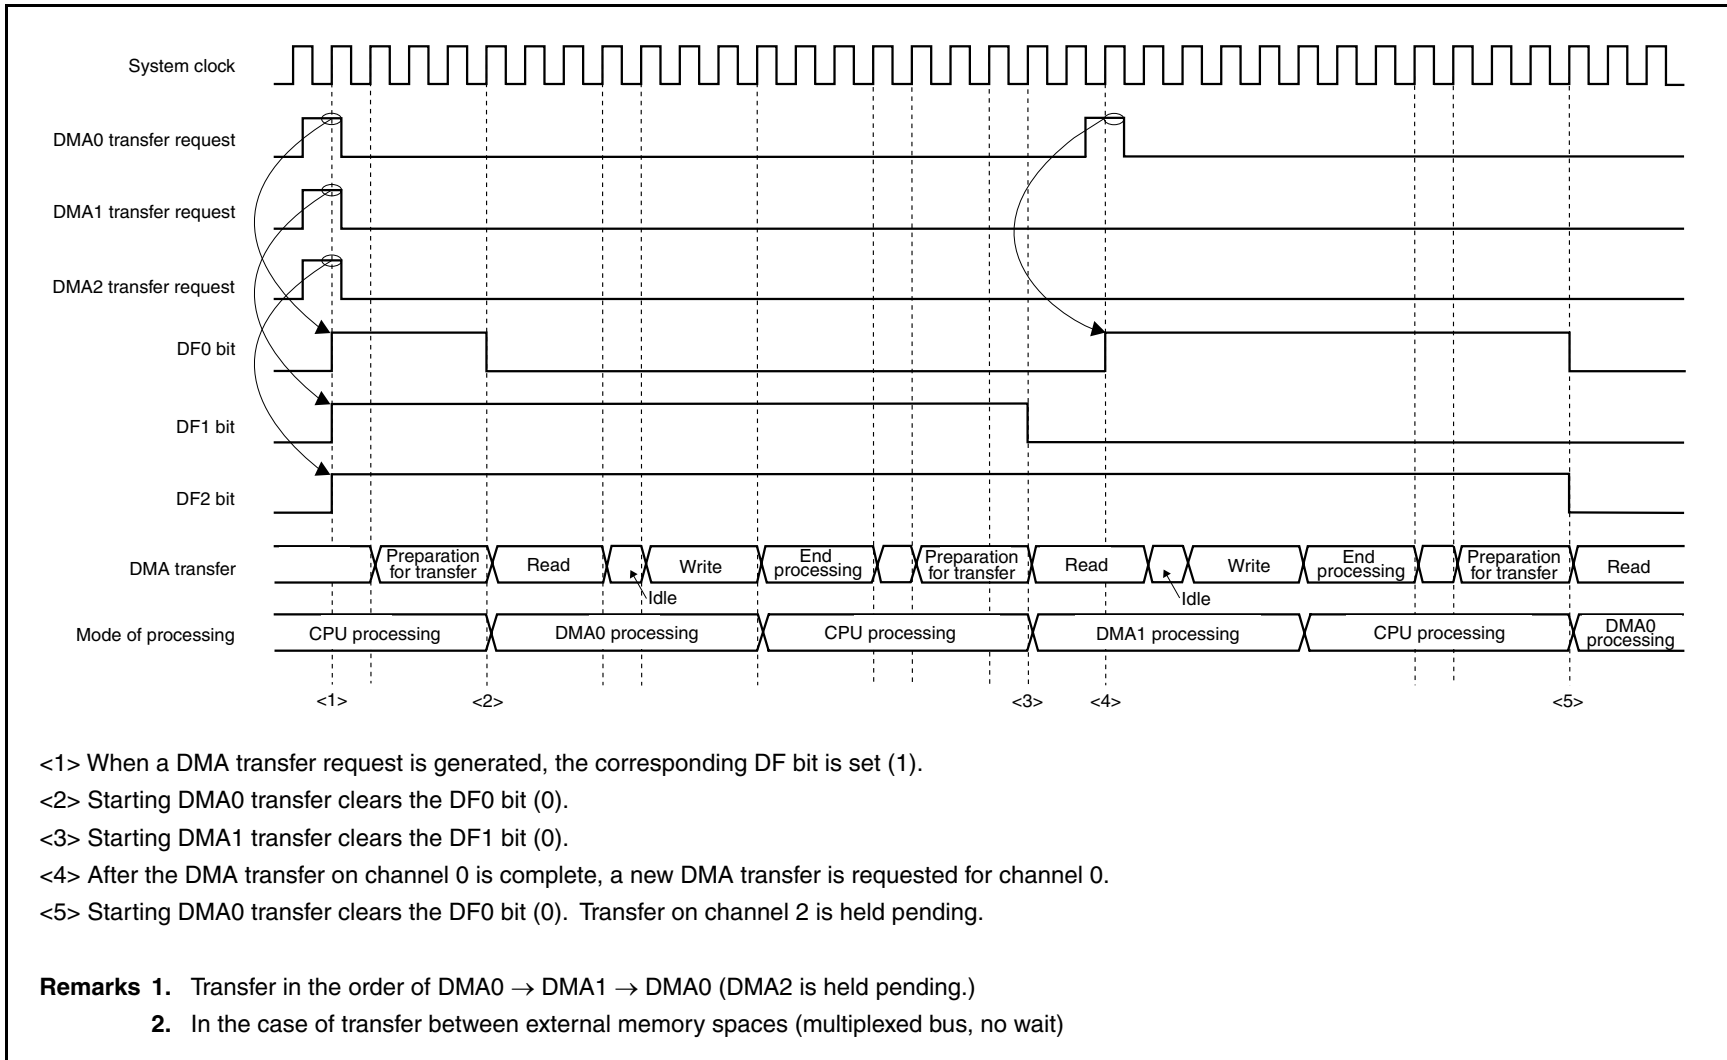 System clock
DMA0 transfer request
DMA1 transfer request
DMA2 transfer request
DF0 bit
DF1 bit
DF2 bit
DMA transfer
Preparation
for transfer
Read
Idle
Write
End
processing
Preparation
for transfer
Read
Idle
Write
End
processing
Preparation
for transfer
Read
Mode of processing
CPU processing
DMA0 processing
CPU processing
DMA1 processing
CPU processing
DMA0
processing
<1>
<2>
<3>
<4>
<5>
<1> When a DMA transfer request is generated, the corresponding DF bit is set (1).
<2> Starting DMA0 transfer clears the DF0 bit (0).
<3> Starting DMA1 transfer clears the DF1 bit (0).
<4> After the DMA transfer on channel 0 is complete, a new DMA transfer is requested for channel 0.
<5> Starting DMA0 transfer clears the DF0 bit (0). Transfer on channel 2 is held pending.
Remarks 1. Transfer in the order of DMA0 → DMA1 → DMA0 (DMA2 is held pending.)
2. In the case of transfer between external memory spaces (multiplexed bus, no wait)